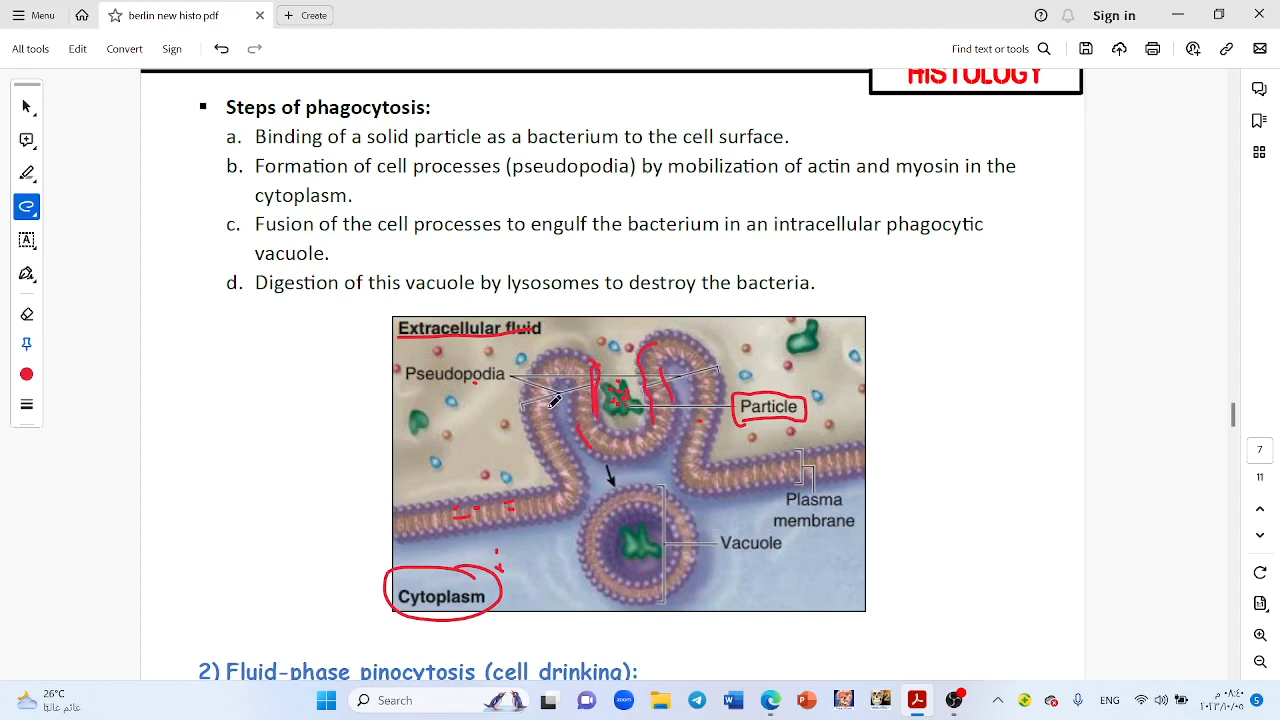 Menu
berlin new histo pdf
Create
Sign in
All tools
Edit
Convert
Sign
Find text or tools
HISTOLOGY
▪ Steps of phagocytosis:
a. Binding of a solid particle as a bacterium to the cell surface.
b. Formation of cell processes (pseudopodia) by mobilization of actin and myosin in the
cytoplasm.
c. Fusion of the cell processes to engulf the bacterium in an intracellular phagocytic
vacuole.
d. Digestion of this vacuole by lysosomes to destroy the bacteria.
Extracellular fluid
Pseudopodia
Particle
Plasma
membrane
Vacuole
Cytoplasm
2) Fluid-phase pinocytosis (cell drinking):
7
11
26°C
Search
zoom
ENG
5